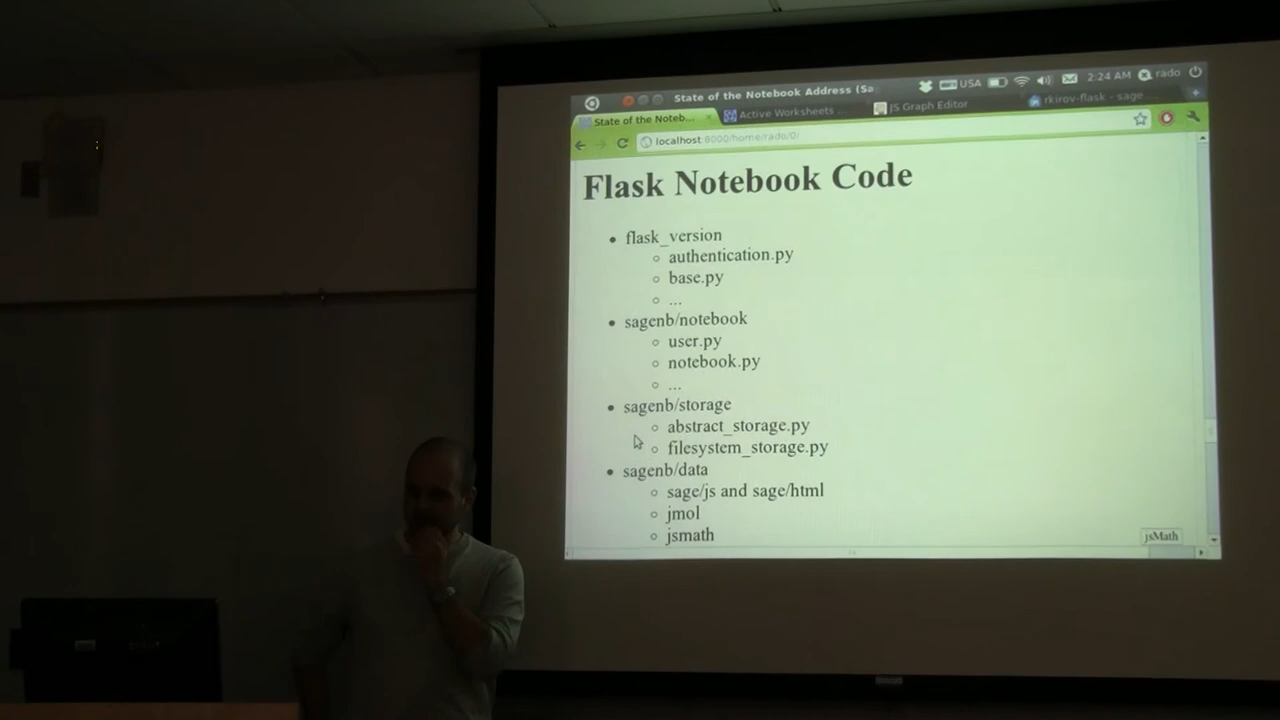 State of the Notebook Address (Sa
USA
2:24 AM
rado
State of the Noteb...
Active Worksheets
JS Graph Editor
rkirov-flask - sage
localhost:8000/home/rado/0/
Flask Notebook Code
flask_version
authentication.py
base.py
...
sagenb/notebook
user.py
notebook.py
...
sagenb/storage
abstract_storage.py
filesystem_storage.py
sagenb/data
sage/js and sage/html
jmol
jsmath
jsMath